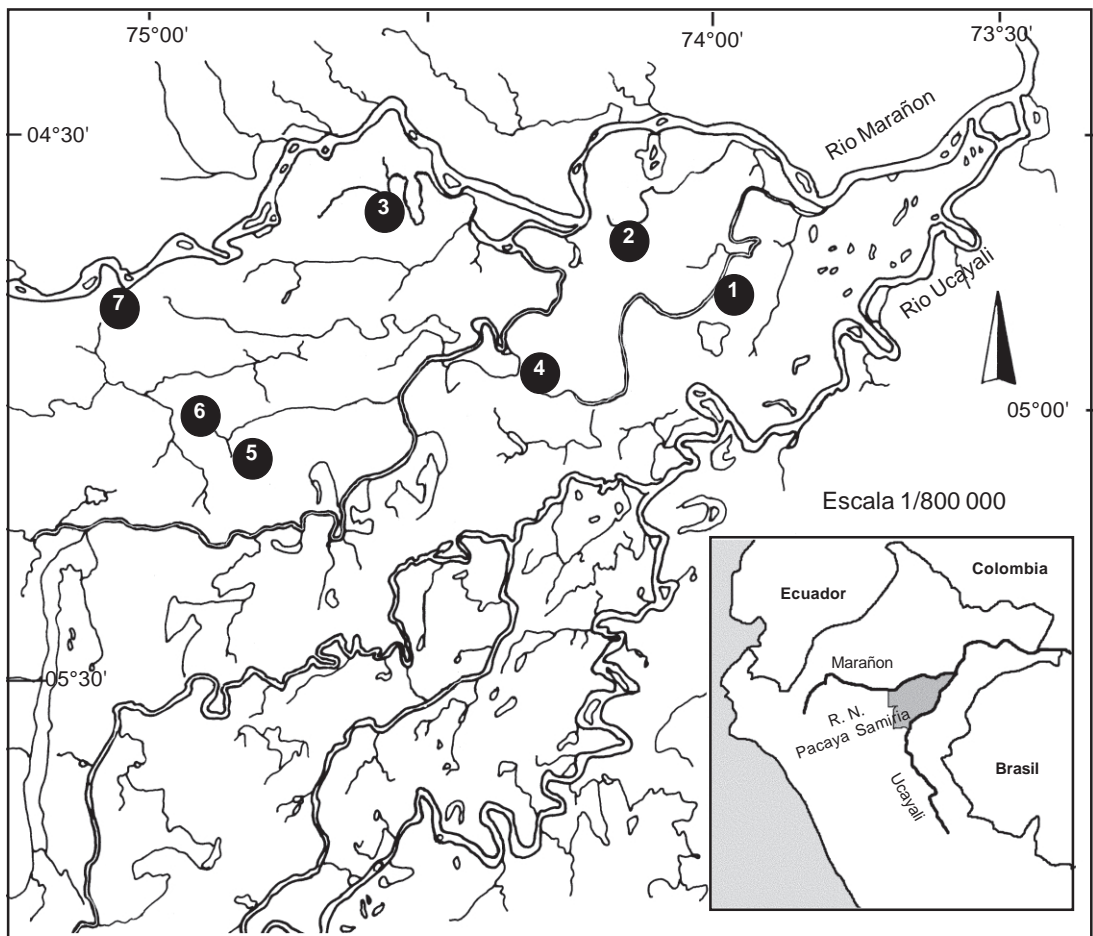 75°00'
74°00'
73°30'
04°30'
Rio Marañon
3
2
Rio Ucayali
1
7
4
05°00'
6
5
Escala 1/800 000
Colombia
Ecuador
Marañon
05°30'
R. N.
Pacaya Samiria
Brasil
Ucayali